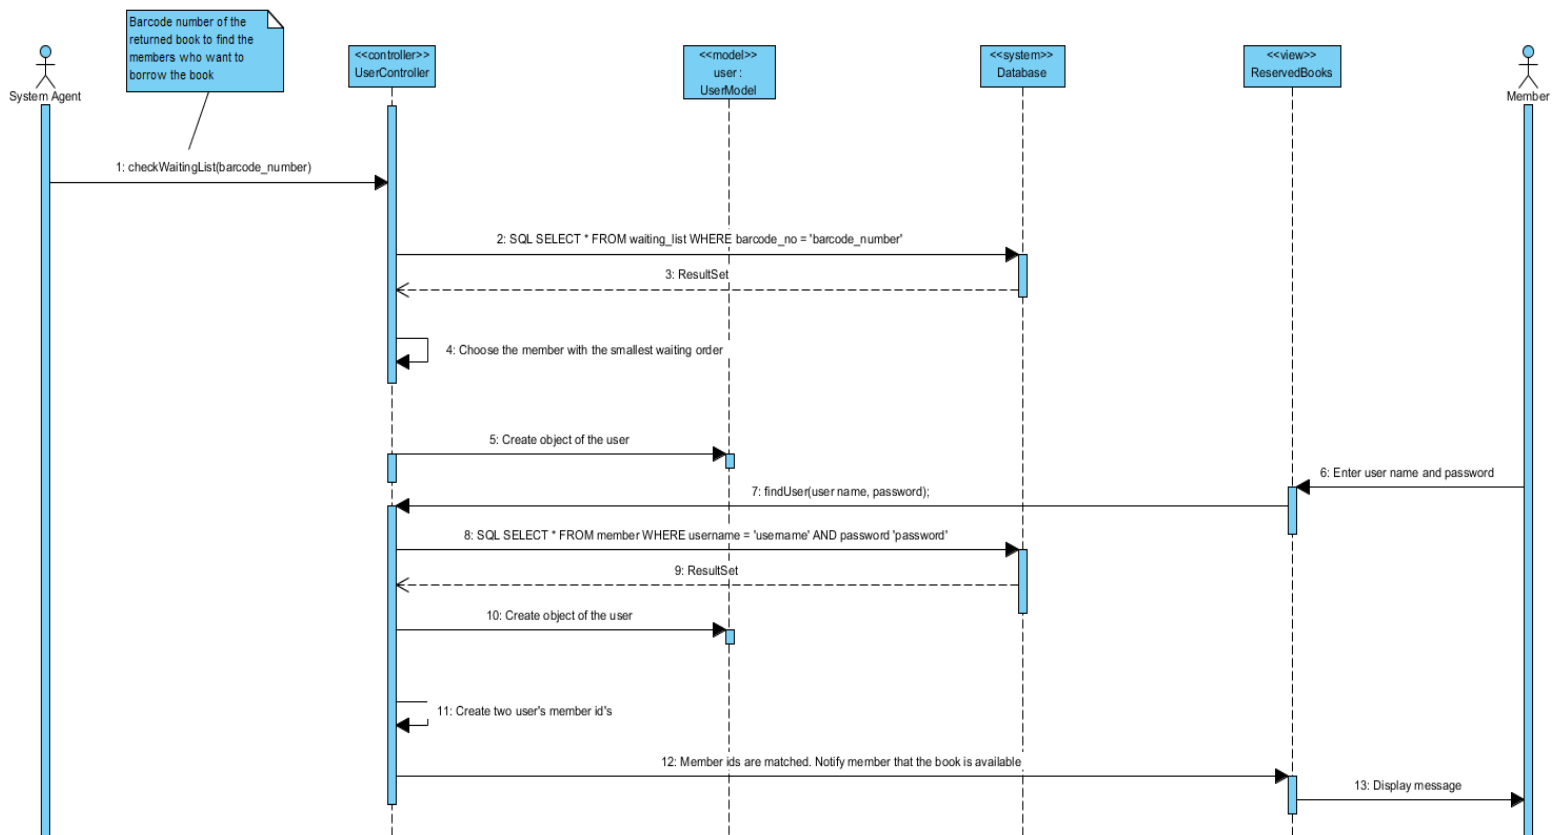 Barcode number of the
returned book to find the
members who want to
borrow the book
System Agent
<<controller>>
UserController
<<model>>
user :
UserModel
<<system>>
Database
<<view>>
ReservedBooks
Member
1: checkWaitingList(barcode_number)
2: SQL SELECT * FROM waiting_list WHERE barcode_no = 'barcode_number'
3: ResultSet
4: Choose the member with the smallest waiting order
5: Create object of the user
6: Enter user name and password
7: findUser(user name, password);
8: SQL SELECT * FROM member WHERE username = 'username' AND password 'password'
9: ResultSet
10: Create object of the user
11: Create two user's member id's
12: Member ids are matched. Notify member that the book is available
13: Display message